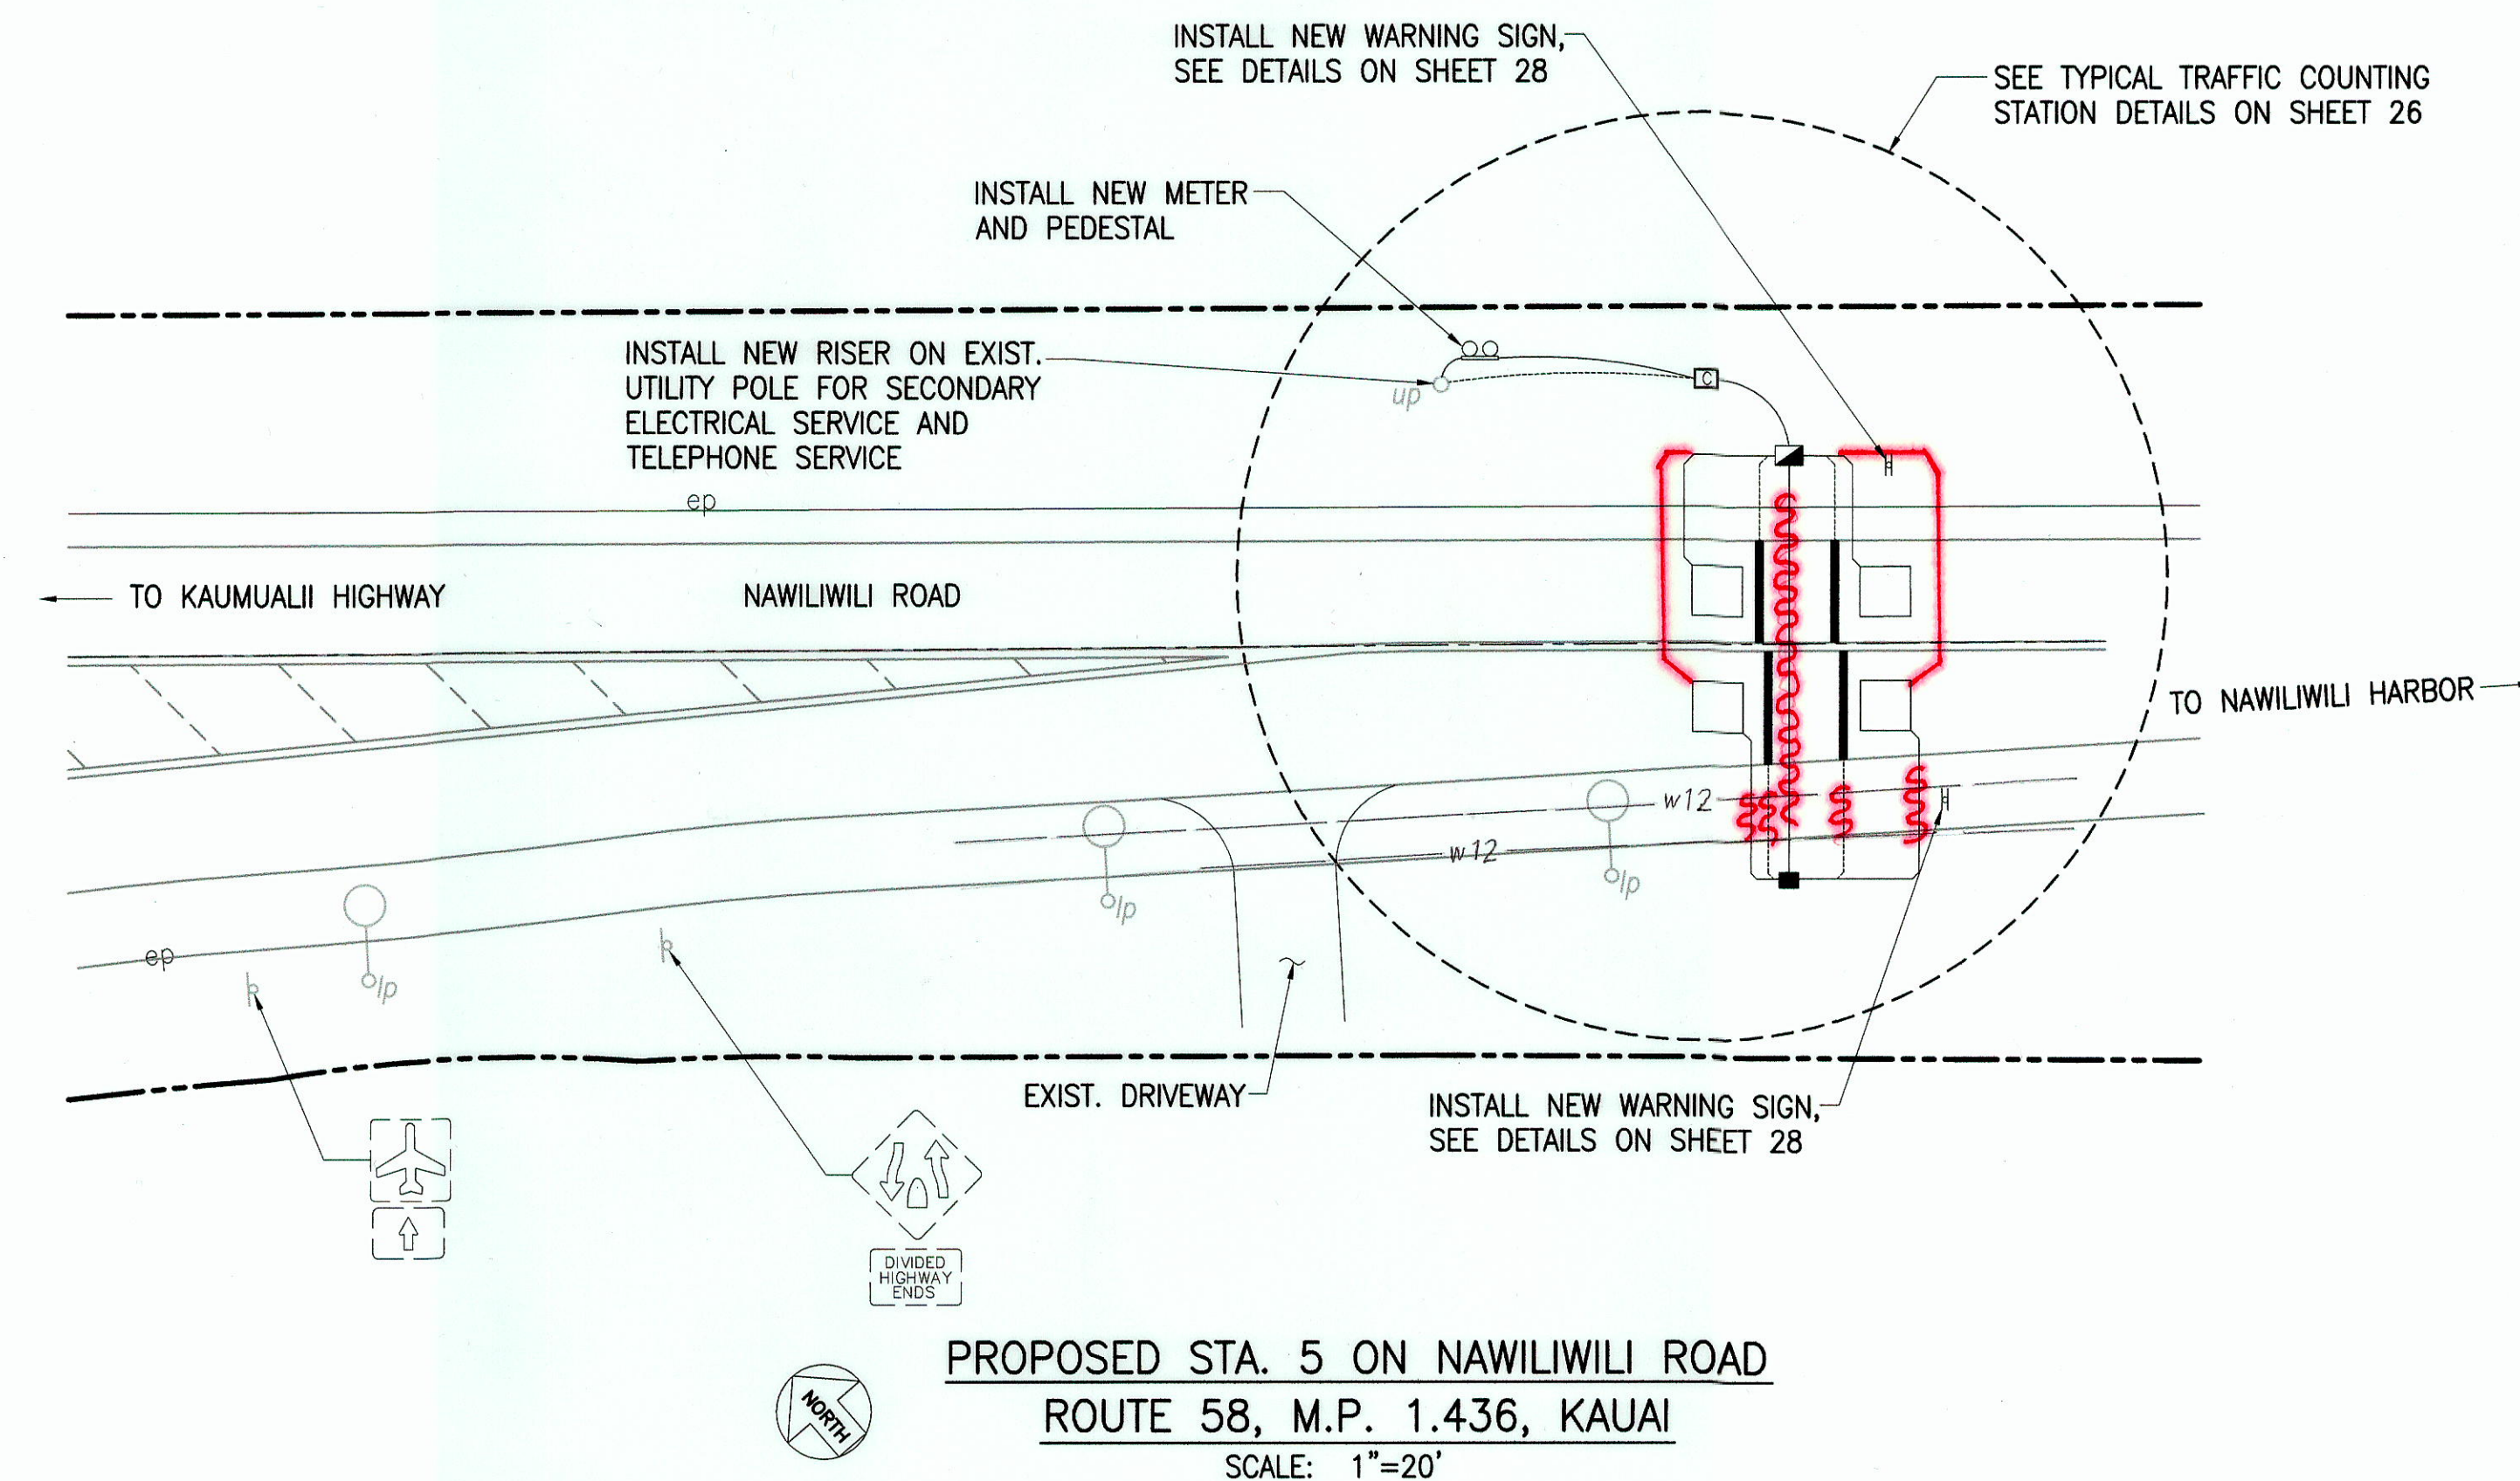 INSTALL NEW WARNING SIGN,
SEE DETAILS ON SHEET 28
SEE TYPICAL TRAFFIC COUNTING
STATION DETAILS ON SHEET 26
INSTALL NEW METER
AND PEDESTAL
INSTALL NEW RISER ON EXIST.
UTILITY POLE FOR SECONDARY
ELECTRICAL SERVICE AND
TELEPHONE SERVICE
up
C
ep
TO KAUMUALII HIGHWAY
NAWILIWILI ROAD
TO NAWILIWILI HARBOR
w12
w12
lp
lp
lp
ep
EXIST. DRIVEWAY
INSTALL NEW WARNING SIGN,
SEE DETAILS ON SHEET 28
DIVIDED
HIGHWAY
ENDS
NORTH
PROPOSED STA. 5 ON NAWILIWILI ROAD
ROUTE 58, M.P. 1.436, KAUAI
SCALE: 1"=20'